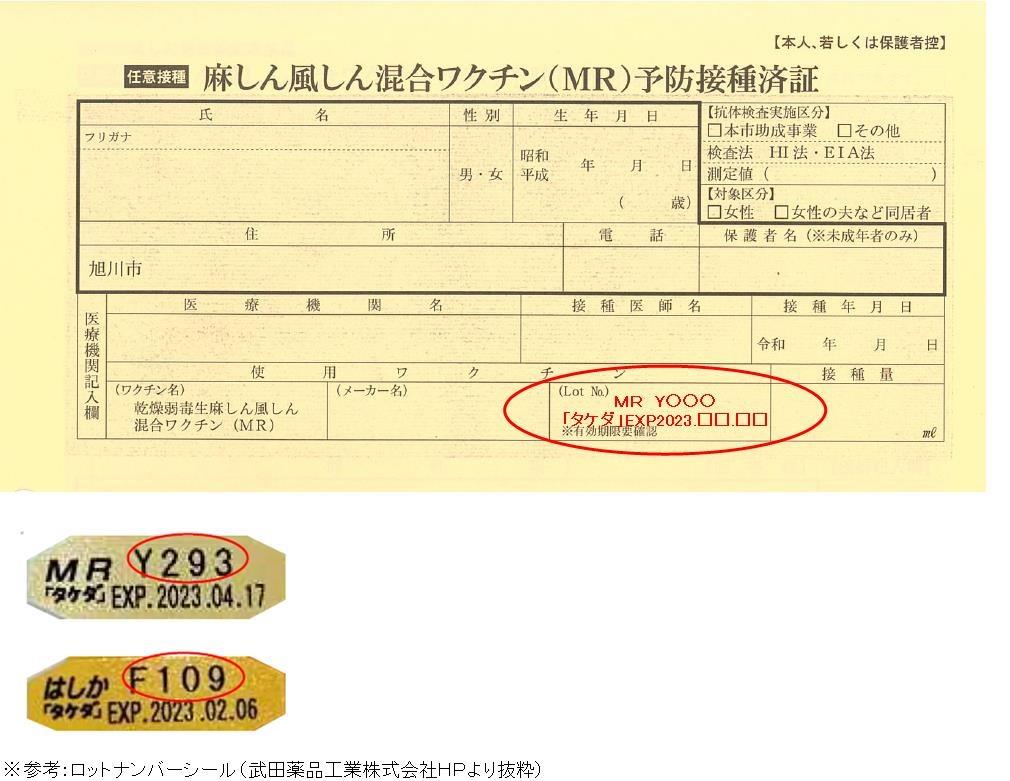 【本人、若しくは保護者控】
任意接種 麻しん風しん混合ワクチン(MR)予防接種済証
氏 名 性別 生年月日
フリガナ
男・女
昭和
平成
年 月 日
( 歳)
【抗体検査実施区分】
□本市助成事業 □その他
検査法 HI法・EIA法
測定値( )
【対象区分】
□女性 □女性の夫など同居者
住 所 電 話 保護者名(※未成年者のみ)
旭川市
医療機関記入欄
医療機関名 接種医師名 接種年月日
令和 年 月 日
使用ワクチン 接種量
(ワクチン名) (メーカー名) (Lot No.)
乾燥弱毒生麻しん風しん
混合ワクチン(MR)
MR Y〇〇〇
「タケダ」EXP2023.□□.□□
※有効期限要確認
㎖
MR Y293
「タケダ」EXP.2023.04.17
はしか F109
「タケダ」EXP.2023.02.06
※参考:ロットナンバーシール(武田薬品工業株式会社HPより抜粋)